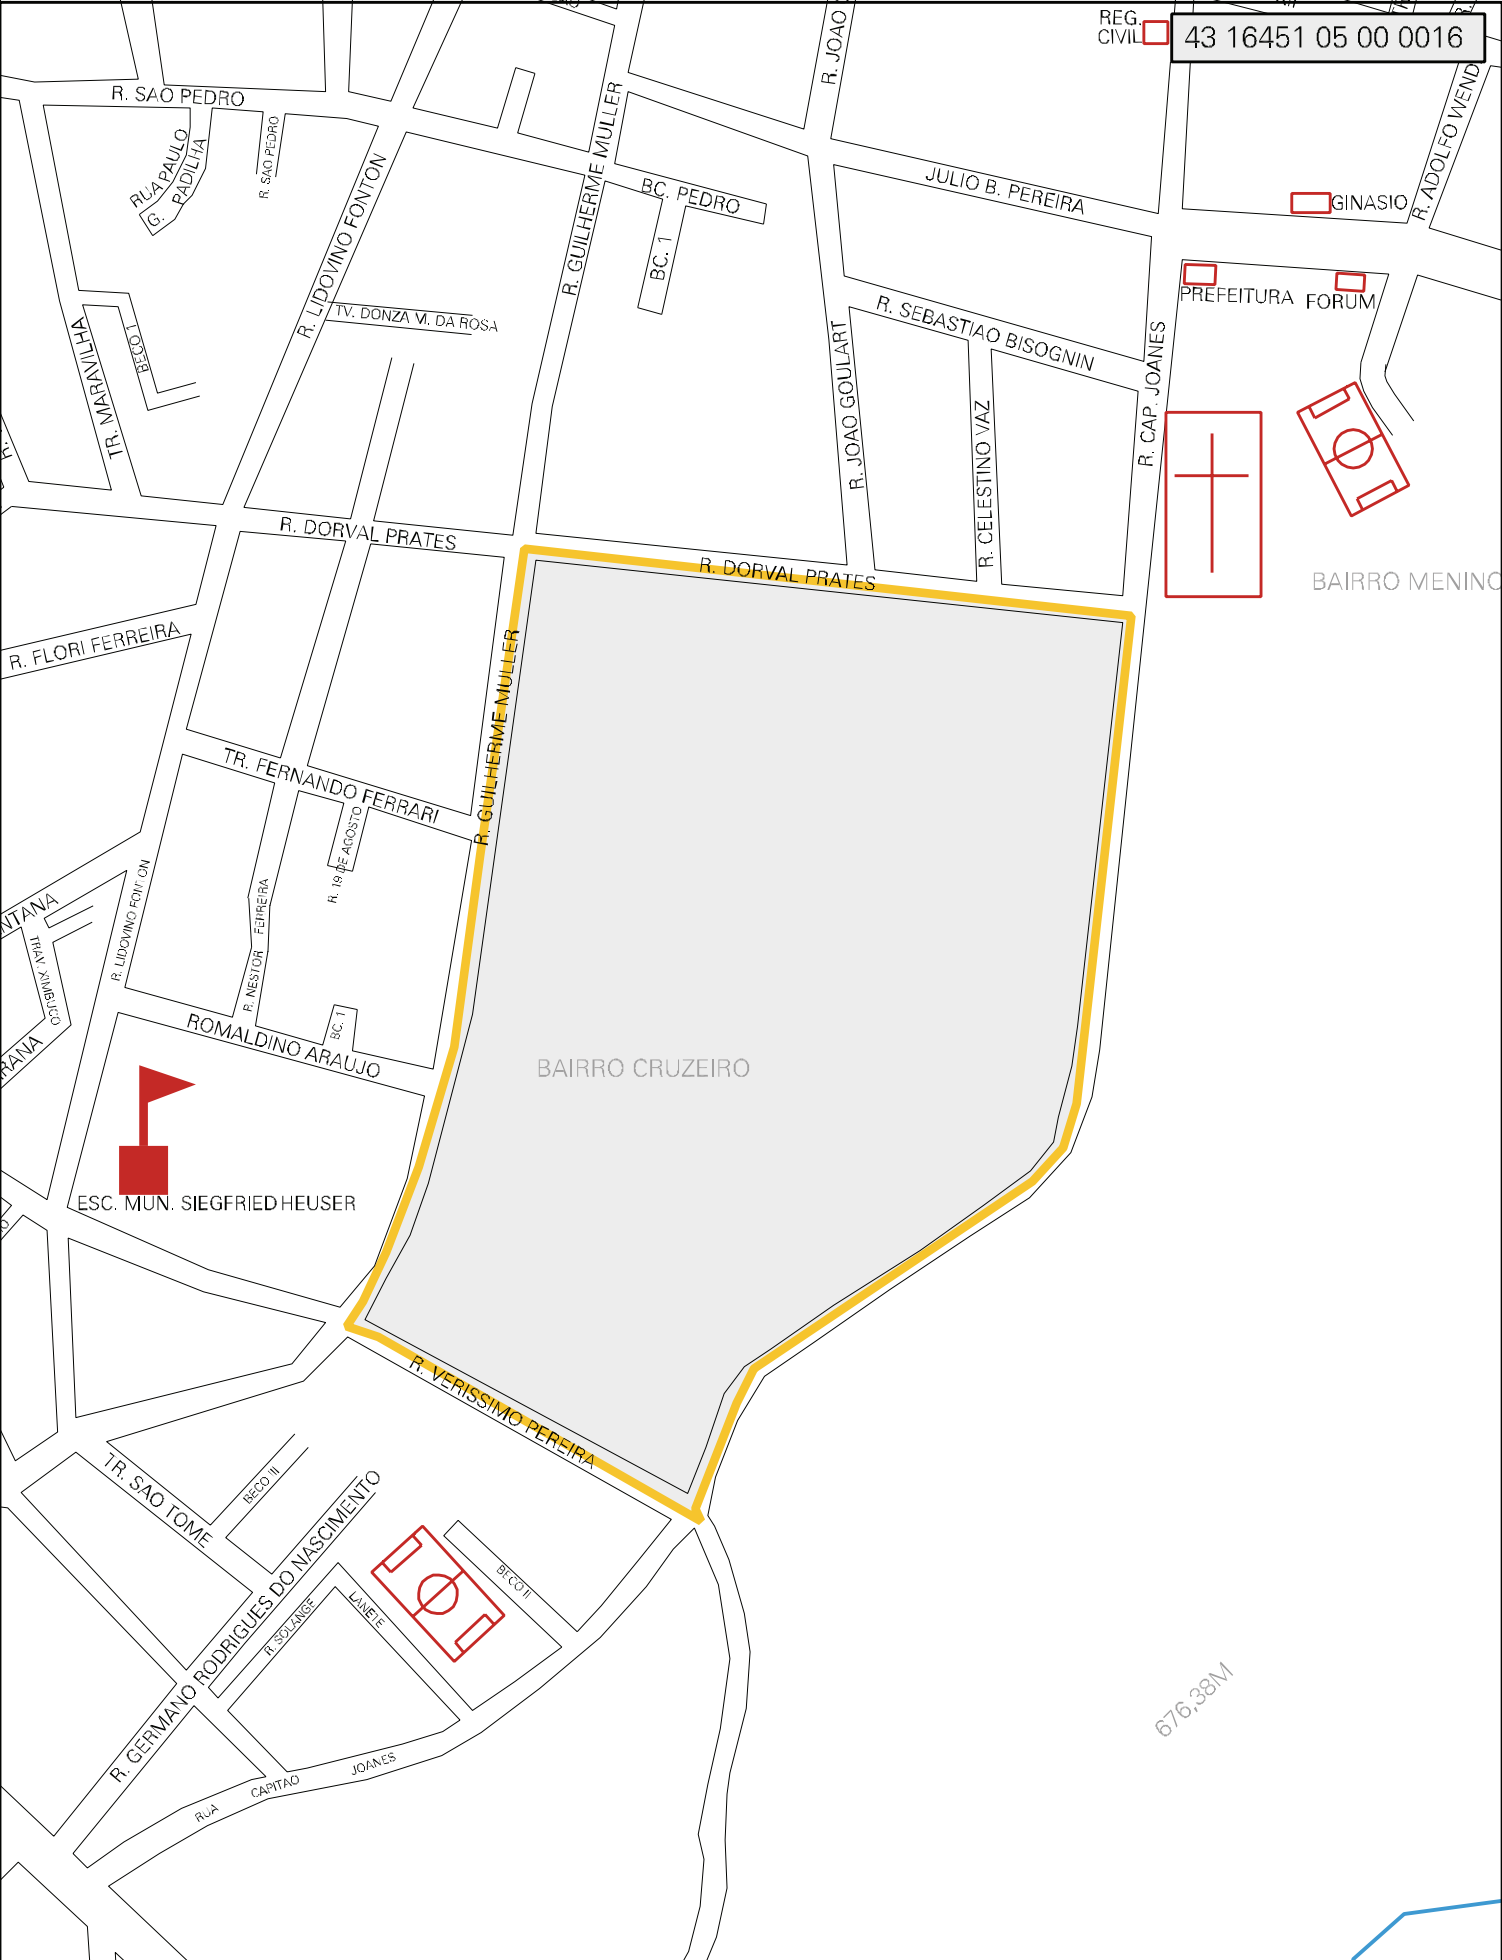 REG.
CIVIL
43 16451 05 00 0016
R. JOAO
R. SAO PEDRO
RUA PAULO
G. PADILHA
R. SAO PEDRO
R. LIDOVINO FONTON
R. GUILHERME MULLER
BC. PEDRO
BC. 1
JULIO B. PEREIRA
GINASIO
R. ADOLFO WEND
PREFEITURA
FORUM
R. SEBASTIAO BISOGNIN
TV. DONZA M. DA ROSA
BECO 1
TR. MARAVILHA
R. JOAO GOULART
R. CELESTINO VAZ
R. CAP. JOANES
R. DORVAL PRATES
R. DORVAL PRATES
BAIRRO MENINO
R. FLORI FERREIRA
R. GUILHERME MULLER
TR. FERNANDO FERRARI
R. 19 DE AGOSTO
R. LIDOVINO FONTON
R. NESTOR FERREIRA
NTANA
TRAV. XIMBUCO
RANA
BC. 1
ROMALDINO ARAUJO
BAIRRO CRUZEIRO
ESC. MUN. SIEGFRIED HEUSER
R. VERISSIMO PEREIRA
TR. SAO TOME
BECO III
R. GERMANO RODRIGUES DO NASCIMENTO
R. SOLANGE
LANETE
BECO II
RUA CAPITAO JOANES
676,38M